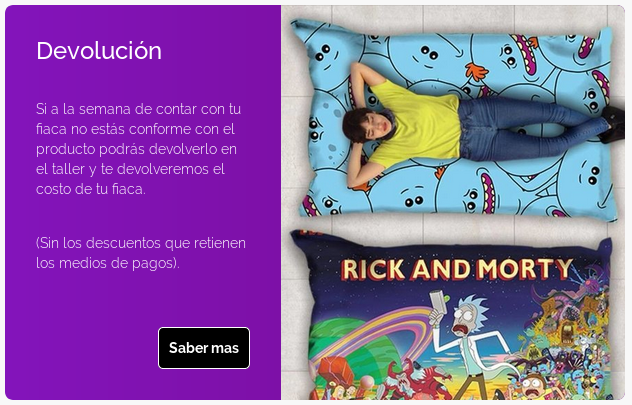 Devolución
Si a la semana de contar con tu
fiaca no estás conforme con el
producto podrás devolverlo en
el taller y te devolveremos el
costo de tu fiaca.
(Sin los descuentos que retienen
los medios de pagos).
Saber mas
RICK AND MORTY